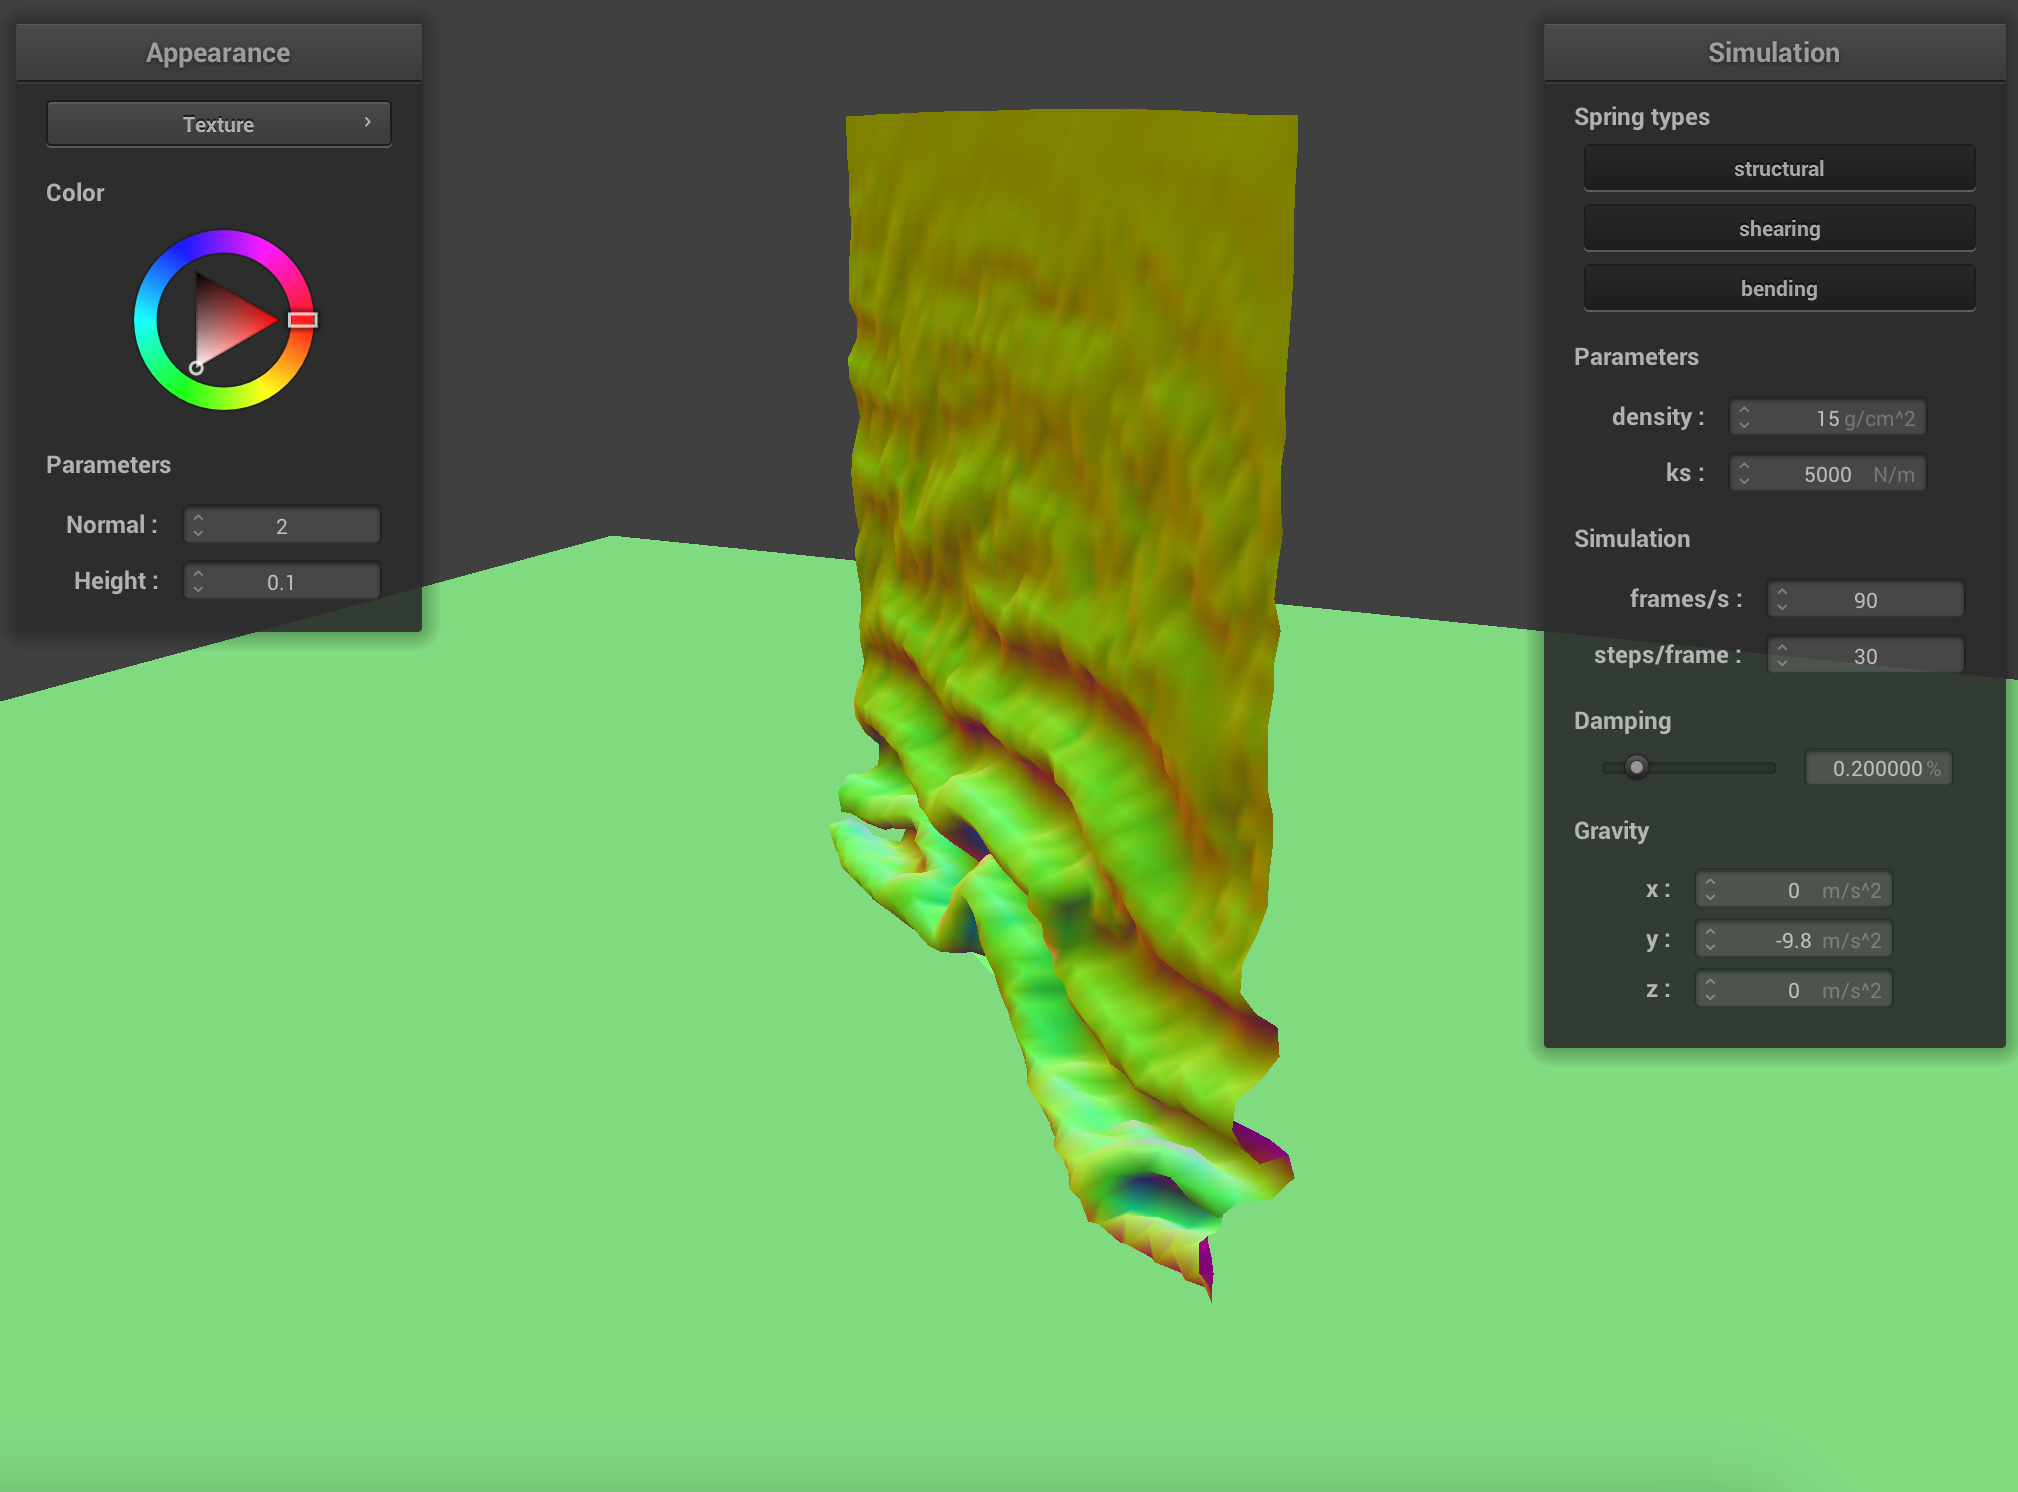 Appearance
Texture
Color
Parameters
Normal : 2
Height : 0.1
Simulation
Spring types
structural
shearing
bending
Parameters
density : 15 g/cm^2
ks : 5000 N/m
Simulation
frames/s : 90
steps/frame : 30
Damping
0.200000 %
Gravity
x : 0 m/s^2
y : -9.8 m/s^2
z : 0 m/s^2